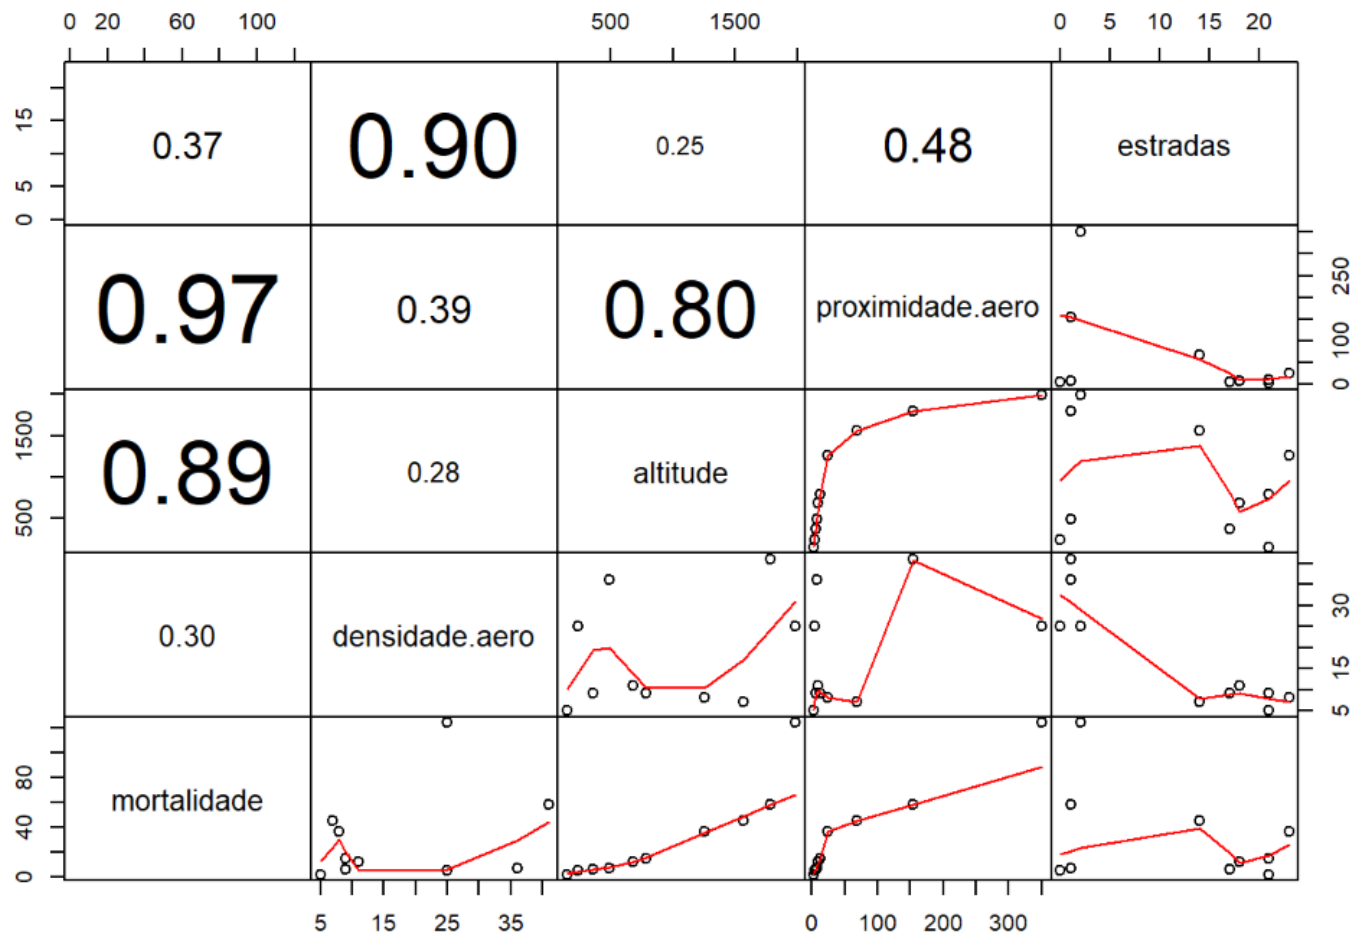 0 20 60 100 500 1500 0 5 10 15 20
0.37 0.90 0.25 0.48 estradas
0 5 15
0.97 0.39 0.80 proximidade.aero
0 100 250
0.89 0.28 altitude
500 1500
0.30 densidade.aero
5 15 30
mortalidade
0 40 80
5 15 25 35 0 100 200 300